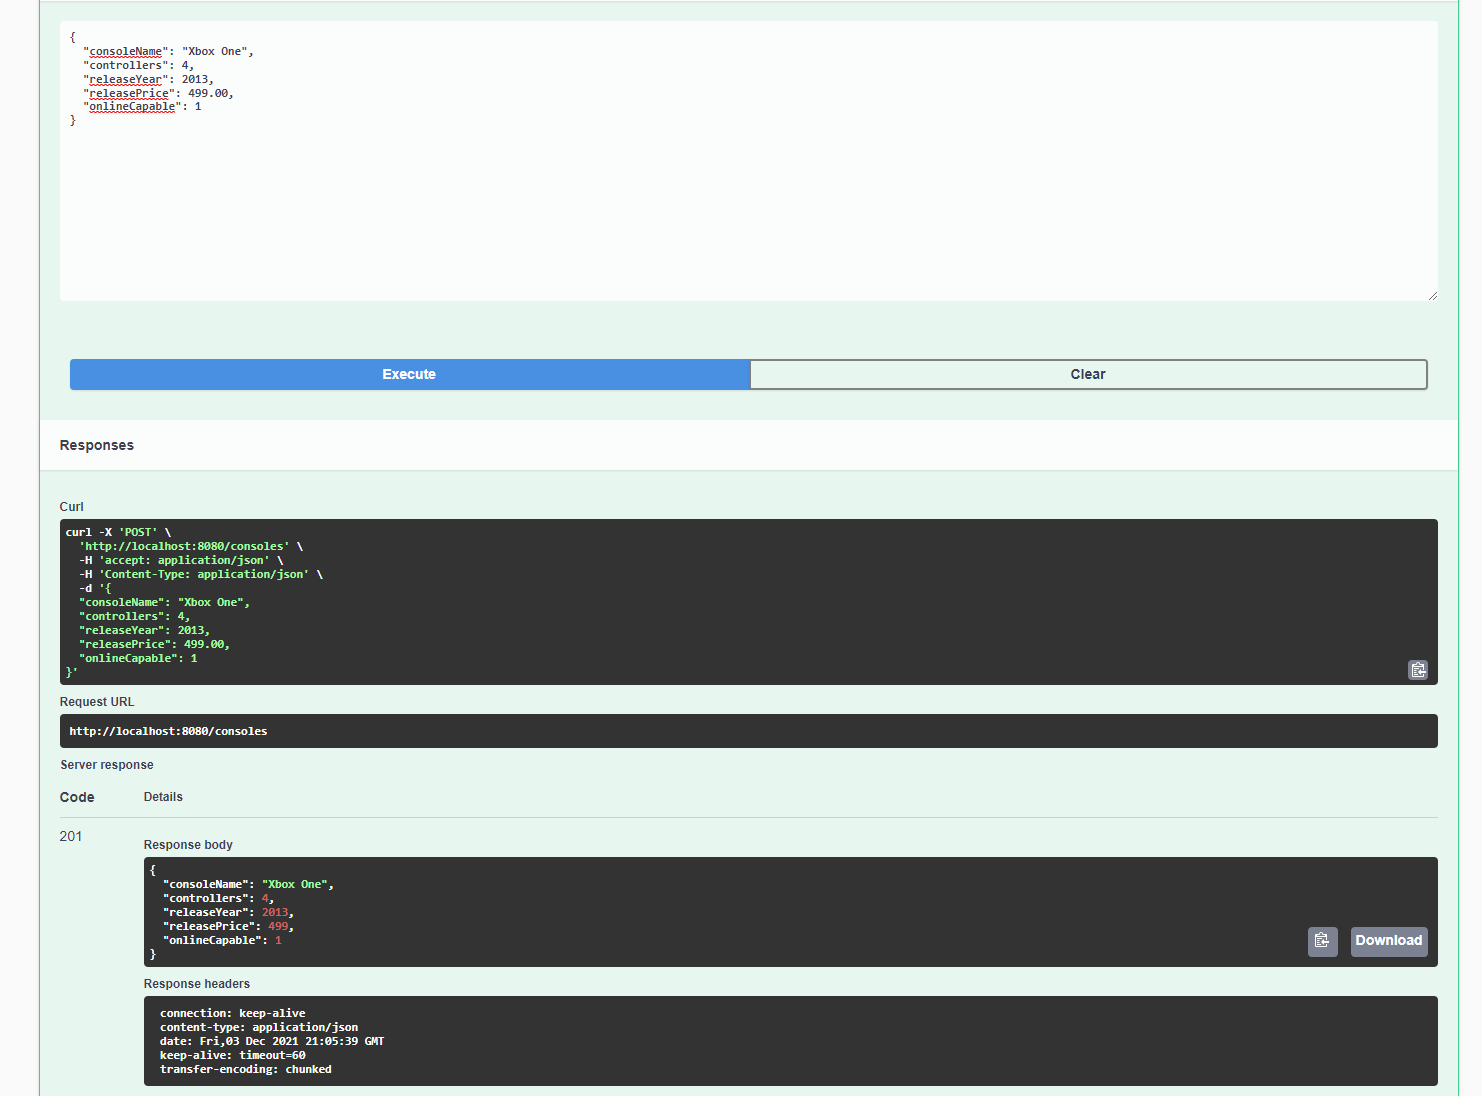 {
  "consoleName": "Xbox One",
  "controllers": 4,
  "releaseYear": 2013,
  "releasePrice": 499.00,
  "onlineCapable": 1
}
Execute
Clear
Responses
Curl
curl -X 'POST' \
  'http://localhost:8080/consoles' \
  -H 'accept: application/json' \
  -H 'Content-Type: application/json' \
  -d '{
  "consoleName": "Xbox One",
  "controllers": 4,
  "releaseYear": 2013,
  "releasePrice": 499.00,
  "onlineCapable": 1
}'
Request URL
http://localhost:8080/consoles
Server response
Code Details
201
Response body
{
  "consoleName": "Xbox One",
  "controllers": 4,
  "releaseYear": 2013,
  "releasePrice": 499,
  "onlineCapable": 1
}
Download
Response headers
connection: keep-alive
content-type: application/json
date: Fri,03 Dec 2021 21:05:39 GMT
keep-alive: timeout=60
transfer-encoding: chunked